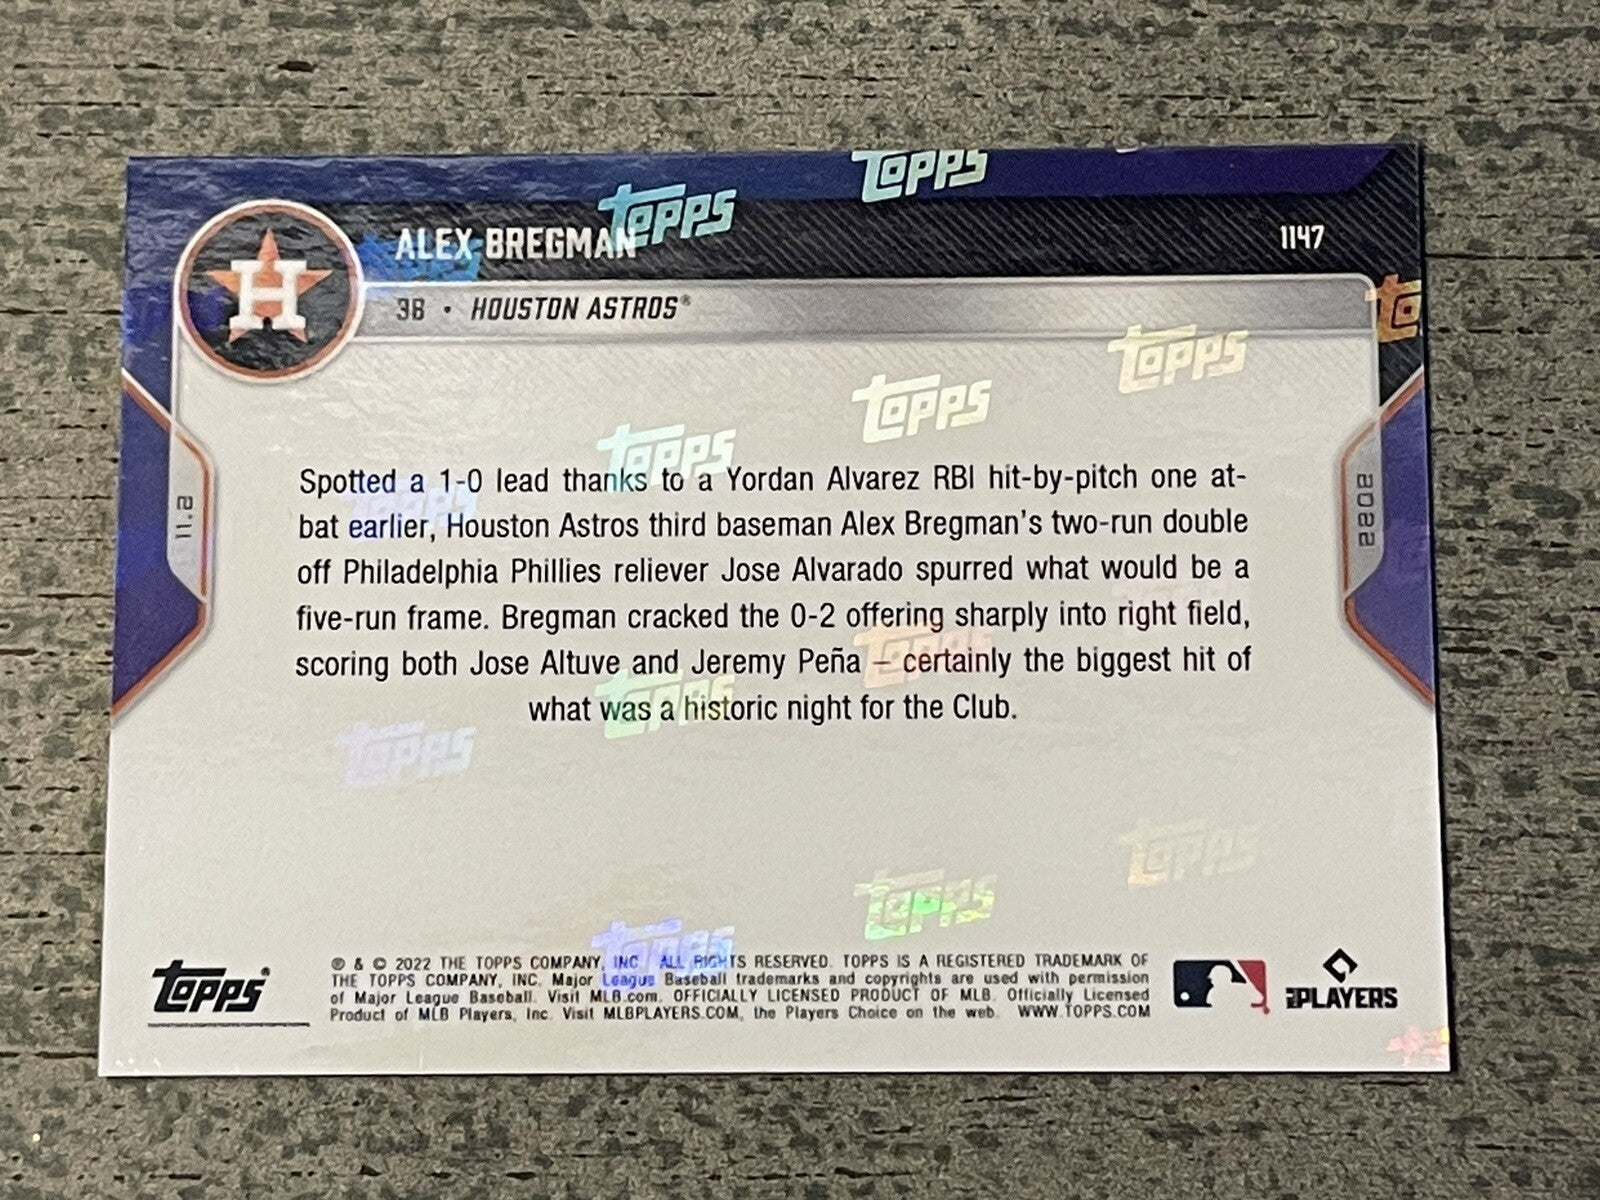 ALEX BREGMAN
1147
3B • HOUSTON ASTROS®
11.2
2022
Spotted a 1-0 lead thanks to a Yordan Alvarez RBI hit-by-pitch one at-
bat earlier, Houston Astros third baseman Alex Bregman's two-run double
off Philadelphia Phillies reliever Jose Alvarado spurred what would be a
five-run frame. Bregman cracked the 0-2 offering sharply into right field,
scoring both Jose Altuve and Jeremy Peña – certainly the biggest hit of
what was a historic night for the Club.
topps®
® & © 2022 THE TOPPS COMPANY, INC. ALL RIGHTS RESERVED. TOPPS IS A REGISTERED TRADEMARK OF
THE TOPPS COMPANY, INC. Major League Baseball trademarks and copyrights are used with permission
of Major League Baseball. Visit MLB.com. OFFICIALLY LICENSED PRODUCT OF MLB. Officially Licensed
Product of MLB Players, Inc. Visit MLBPLAYERS.COM, the Players Choice on the web. WWW.TOPPS.COM
MLB PLAYERS
H
topps
topps
topps
topps
topps
topps
topps
topps
topps
topps
topps
topps